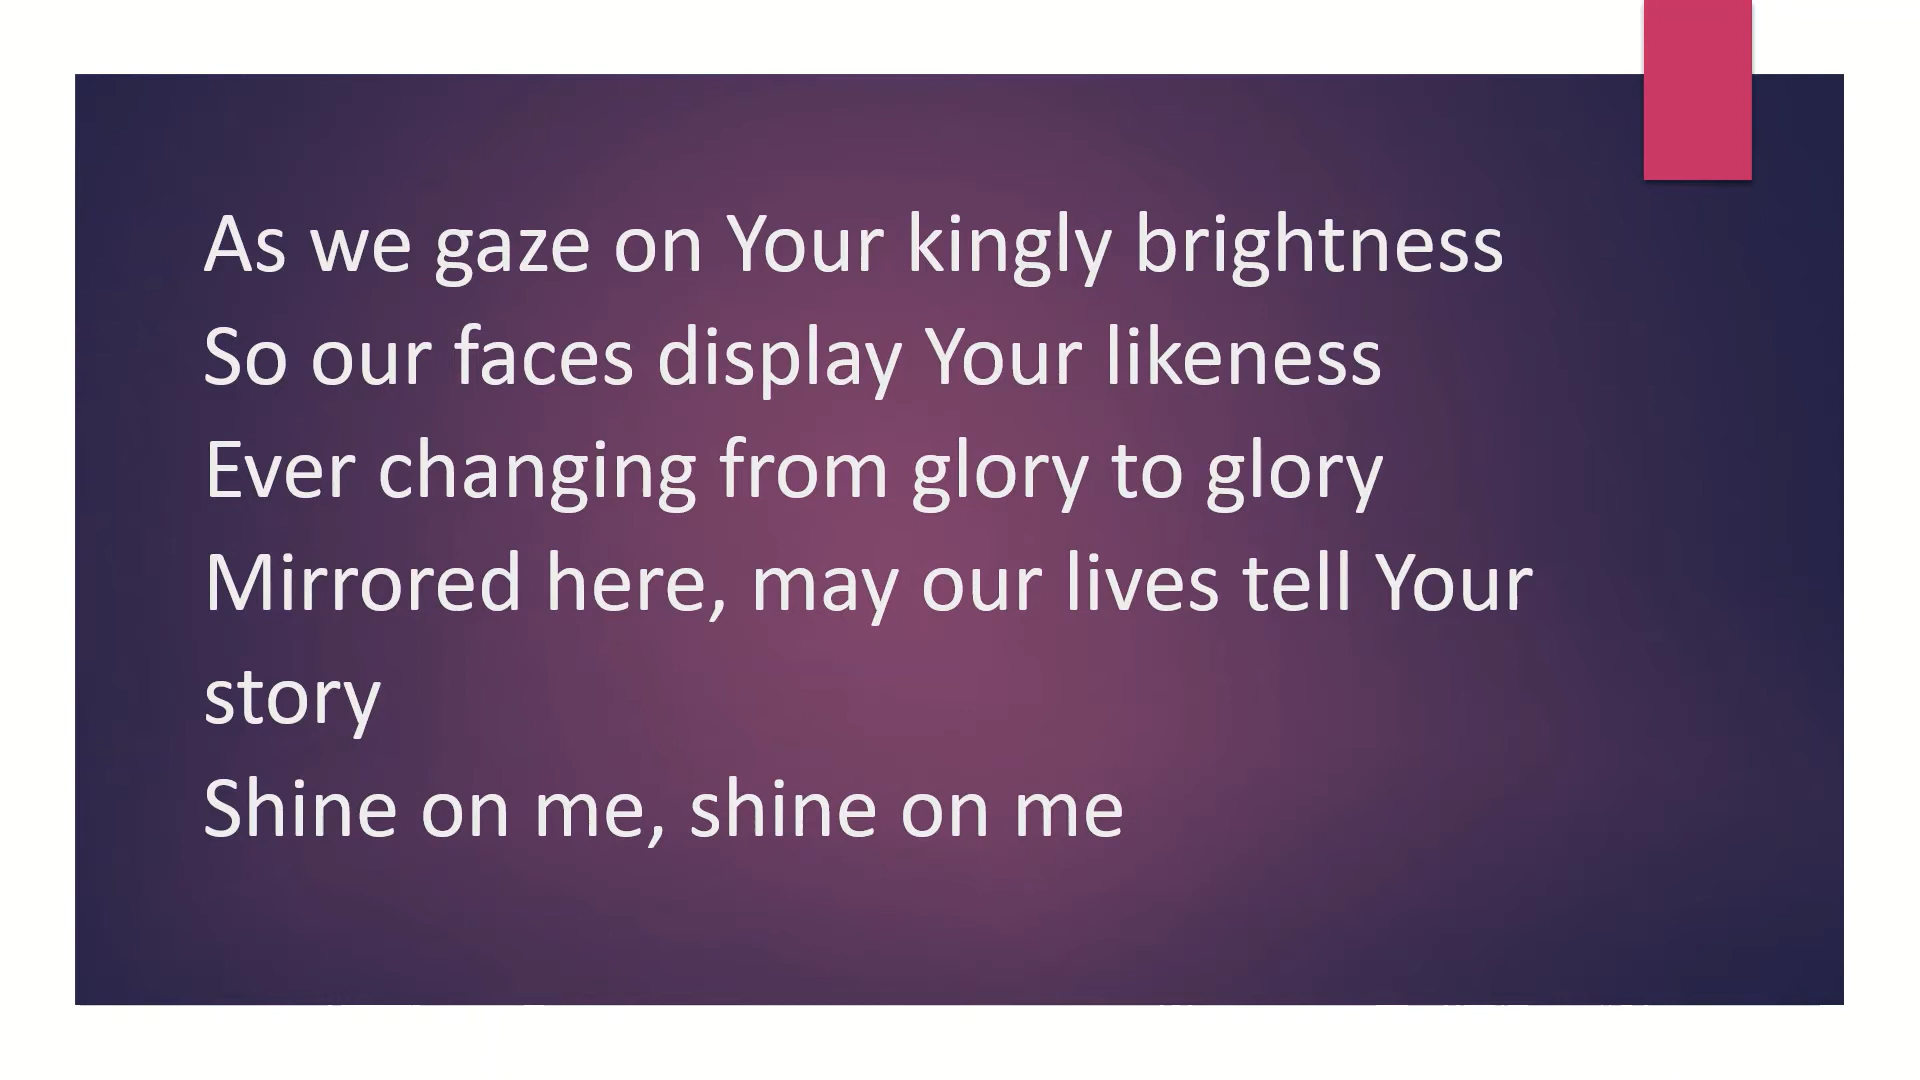 As we gaze on Your kingly brightness
So our faces display Your likeness
Ever changing from glory to glory
Mirrored here, may our lives tell Your
story
Shine on me, shine on me